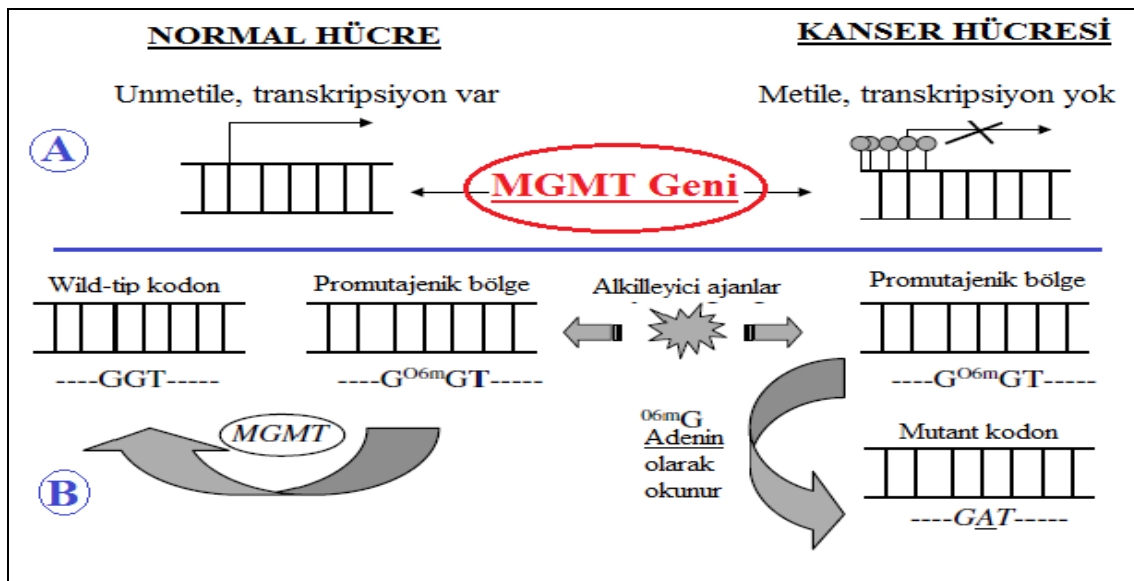 NORMAL HÜCRE
KANSER HÜCRESİ
Unmetile, transkripsiyon var
Metile, transkripsiyon yok
A
MGMT Geni
Wild-tip kodon
Promutajenik bölge
Alkilleyici ajanlar
Promutajenik bölge
----GGT-----
----GO6mGT-----
----GO6mGT-----
MGMT
O6mG
Adenin
olarak
okunur
Mutant kodon
B
----GAT-----